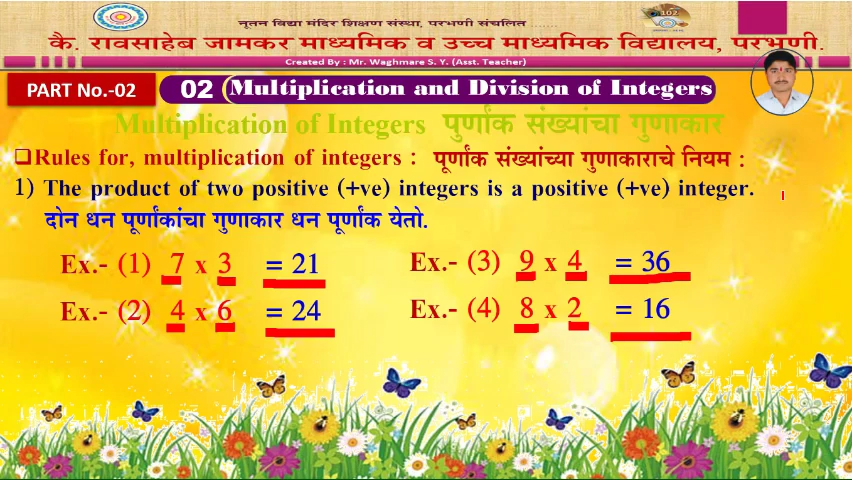 नूतन विद्या मंदिर शिक्षण संस्था, परभणी संचलित ........
102
कै. रावसाहेब जामकर माध्यमिक व उच्च माध्यमिक विद्यालय, परभणी.
Created By : Mr. Waghmare S. Y. (Asst. Teacher)
PART No.-02
02 (Multiplication and Division of Integers
Multiplication of Integers पुर्णांक संख्यांचा गुणाकार
❑Rules for, multiplication of integers : पूर्णांक संख्यांच्या गुणाकाराचे नियम :
1) The product of two positive (+ve) integers is a positive (+ve) integer.
दोन धन पूर्णांकांचा गुणाकार धन पूर्णांक येतो.
Ex.- (1) 7 x 3 = 21
Ex.- (3) 9 x 4 = 36
Ex.- (2) 4 x 6 = 24
Ex.- (4) 8 x 2 = 16